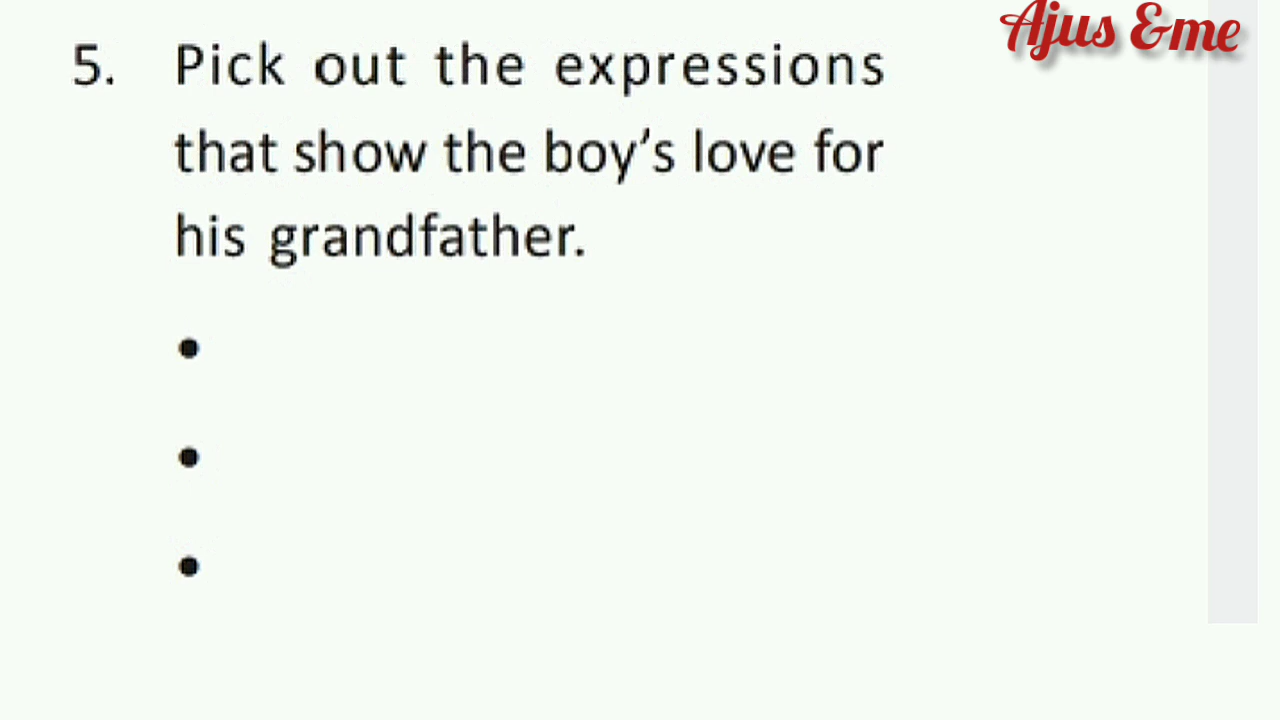 Ajus &me
5. Pick out the expressions
that show the boy's love for
his grandfather.
•
•
•